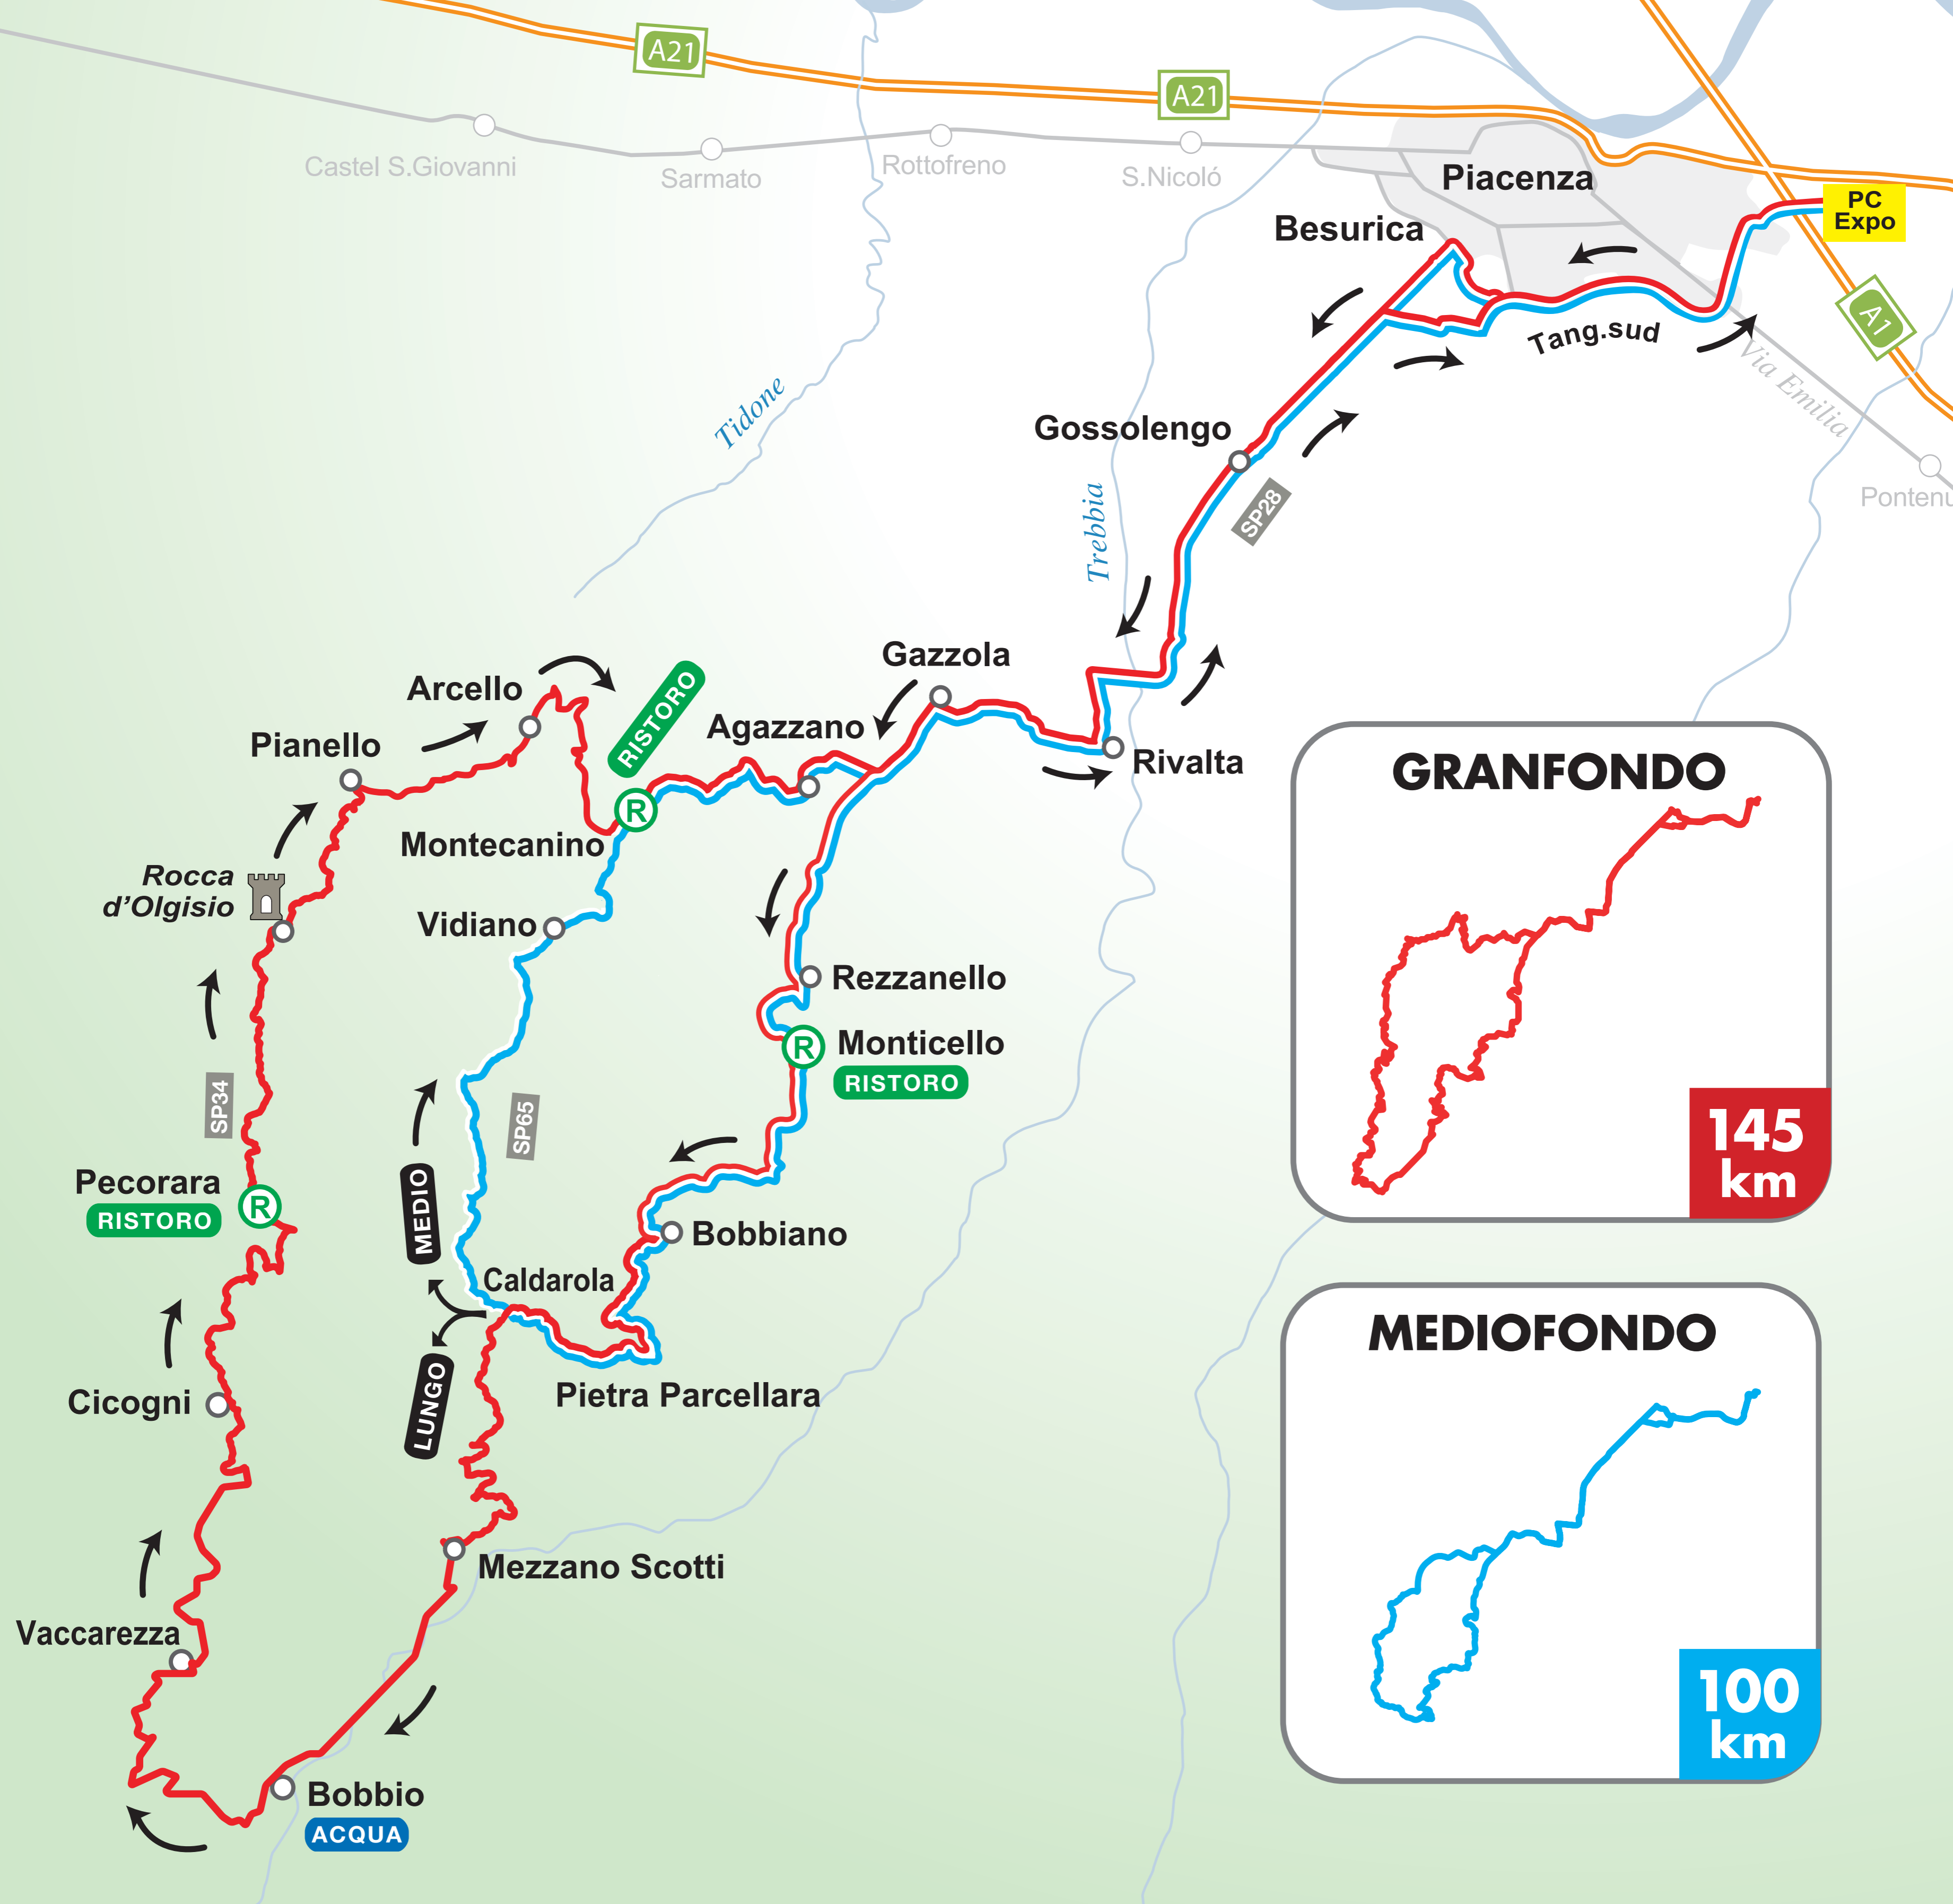 A21
A21
Castel S.Giovanni
Sarmato
Rottofreno
S.Nicoló
Piacenza
PC
Expo
Besurica
A1
Tang.sud
Via Emilia
Tidone
Gossolengo
Pontenu
SP28
Trebbia
Gazzola
Arcello
RISTORO
Agazzano
Pianello
Rivalta
R
Montecanino
Rocca
d'Olgisio
Vidiano
Rezzanello
R
Monticello
RISTORO
SP34
SP65
Pecorara
RISTORO
R
MEDIO
Bobbiano
Caldarola
LUNGO
Pietra Parcellara
Cicogni
Mezzano Scotti
Vaccarezza
Bobbio
ACQUA
GRANFONDO
145
km
MEDIOFONDO
100
km